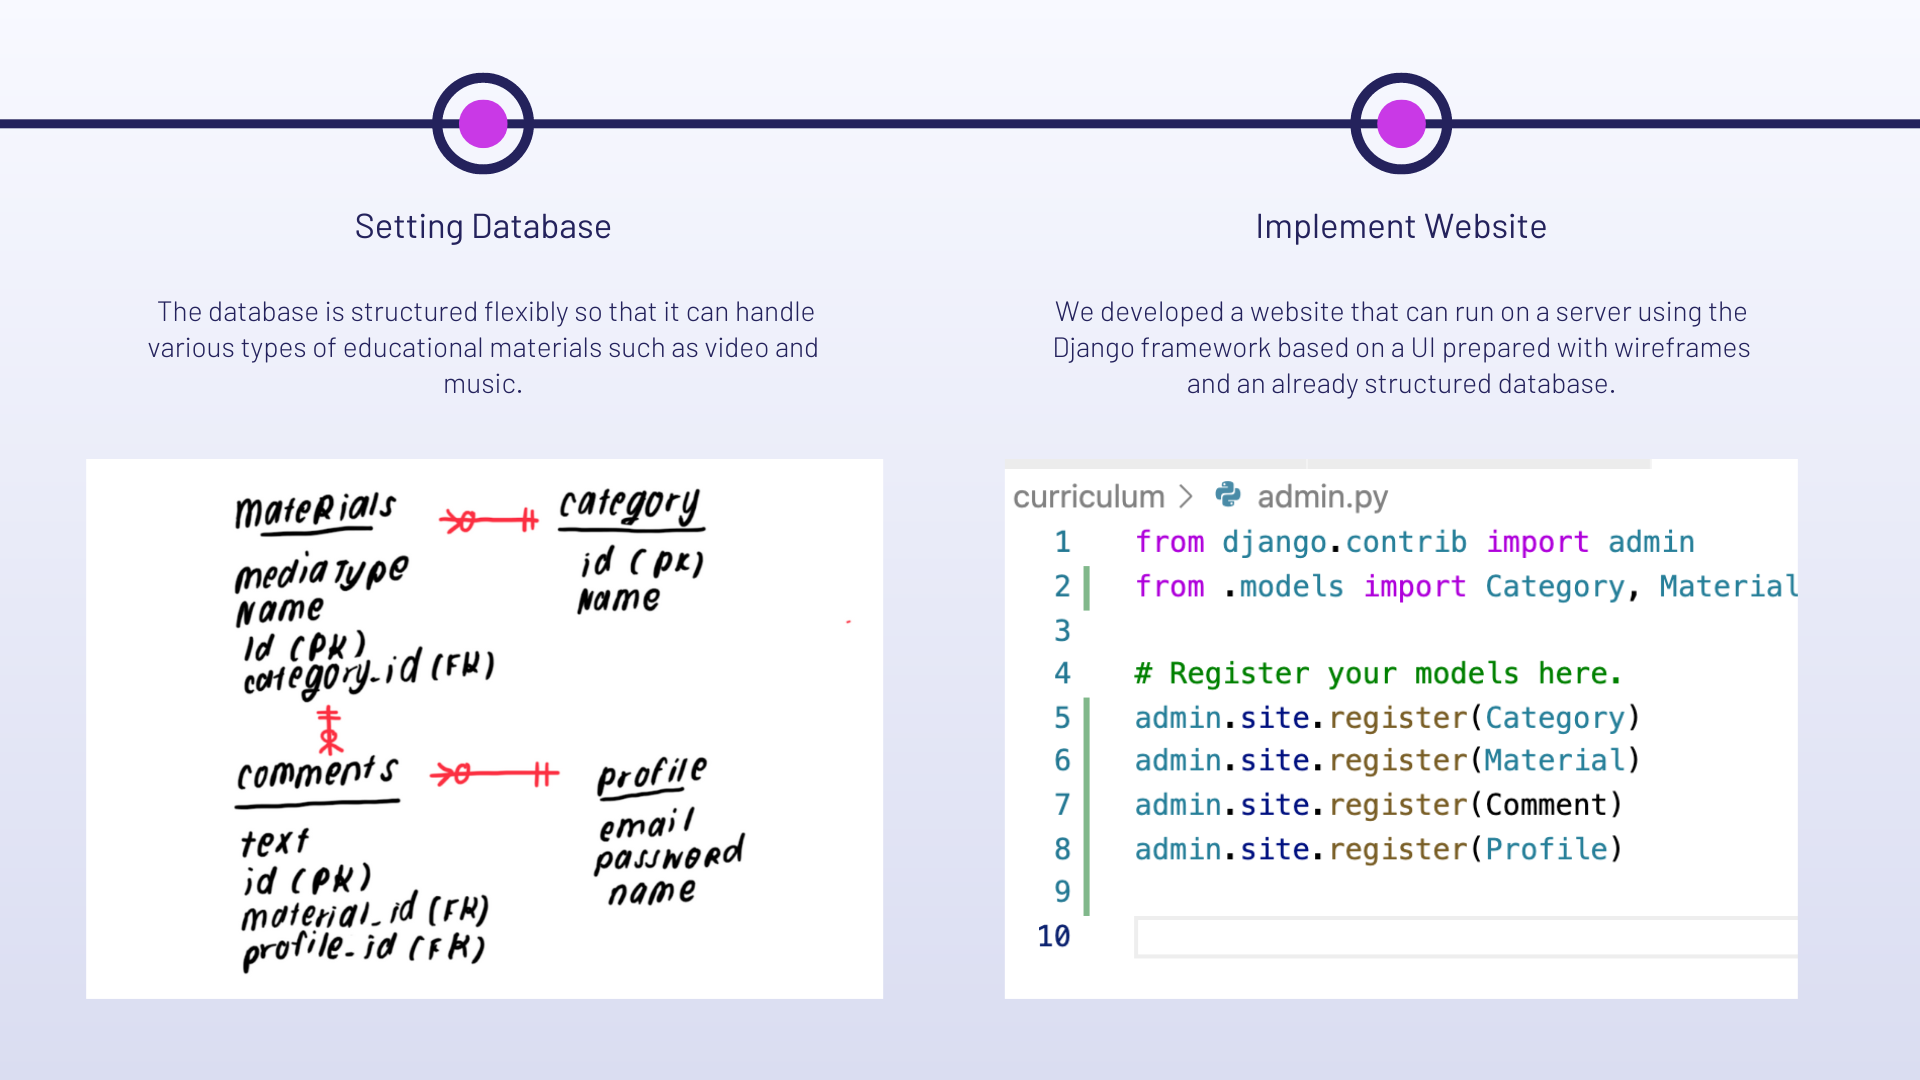 Setting Database
The database is structured flexibly so that it can handle
various types of educational materials such as video and
music.
mateRials
mediaType
Name
Id (PK)
category_id (FK)
category
id (PK)
Name
comments
text
id (PK)
material_id (FK)
profile_id (FK)
profile
email
passwoRd
name
Implement Website
We developed a website that can run on a server using the
Django framework based on a UI prepared with wireframes
and an already structured database.
curriculum > admin.py
1 from django.contrib import admin
2 from .models import Category, Material
3
4 # Register your models here.
5 admin.site.register(Category)
6 admin.site.register(Material)
7 admin.site.register(Comment)
8 admin.site.register(Profile)
9
10